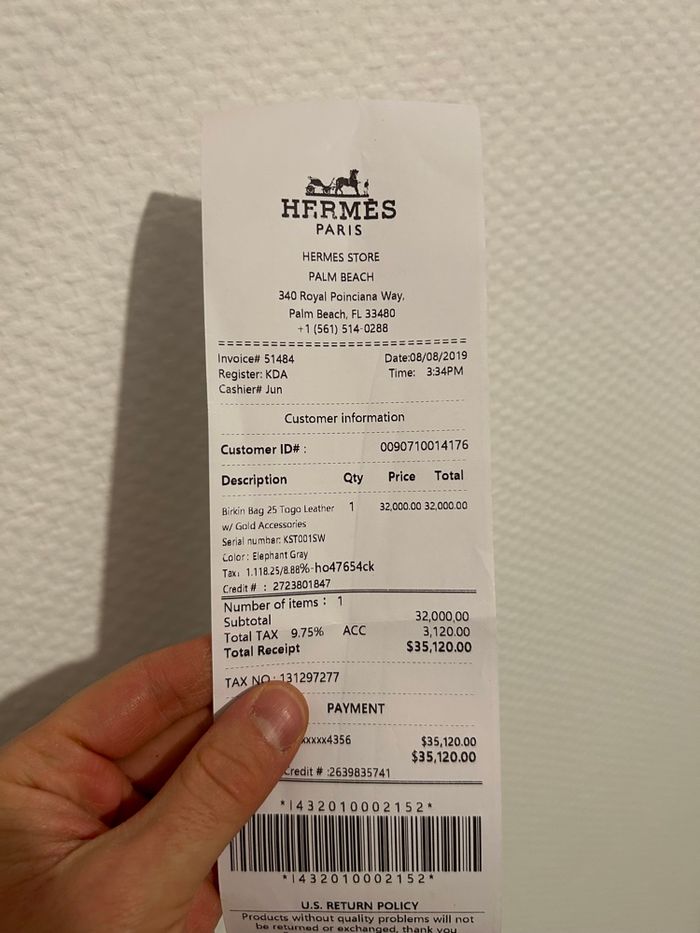 HERMÈS
PARIS
HERMES STORE
PALM BEACH
340 Royal Poinciana Way,
Palm Beach, FL 33480
+1 (561) 514-0288
Invoice# 51484 Date:08/08/2019
Register: KDA Time: 3:34PM
Cashier# Jun
Customer information
Customer ID# : 0090710014176
Description Qty Price Total
Birkin Bag 25 Togo Leather 1 32,000.00 32,000.00
w/ Gold Accessories
Serial number: KST001SW
Color: Elephant Gray
Tax: 1.118.25/8.88%-ho47654ck
Credit # : 2723801847
Number of items : 1
Subtotal 32,000,00
Total TAX 9.75% ACC 3,120.00
Total Receipt $35,120.00
TAX NO: 131297277
PAYMENT
xxxxx4356 $35,120.00
$35,120.00
Credit # :2639835741
*1432010002152*
*1432010002152*
U.S. RETURN POLICY
Products without quality problems will not
be returned or exchanged, thank you